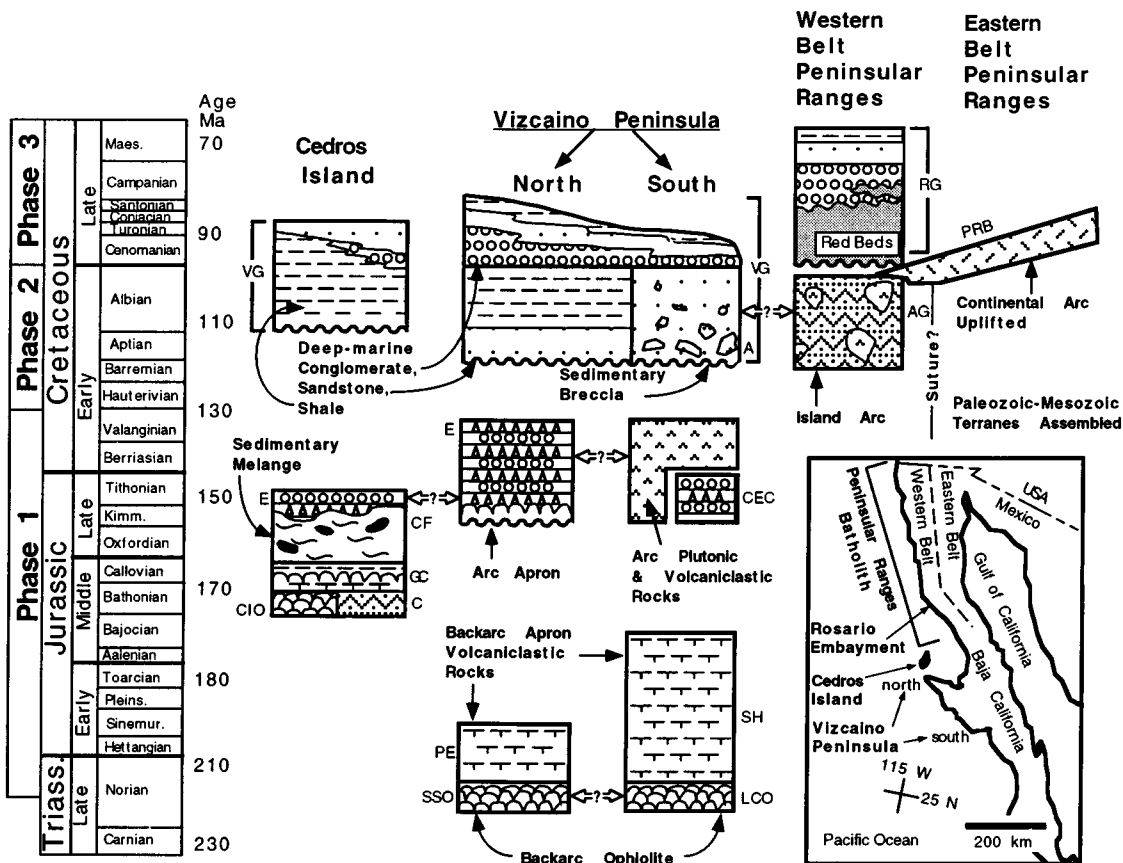 Western
Belt
Peninsular
Ranges
Eastern
Belt
Peninsular
Ranges
Age
Ma
Phase 3
Phase 2
Phase 1
Cretaceous
Jurassic
Triass.
Late
Early
Late
Middle
Early
Late
Maes.
Campanian
Santonian
Coniacian
Turonian
Cenomanian
Albian
Aptian
Barremian
Hauterivian
Valanginian
Berriasian
Tithonian
Kimm.
Oxfordian
Callovian
Bathonian
Bajocian
Aalenian
Toarcian
Pleins.
Sinemur.
Hettangian
Norian
Carnian
70
90
110
130
150
170
180
210
230
Cedros
Island
Vizcaino Peninsula
North South
VG
VG
A
Deep-marine
Conglomerate,
Sandstone,
Shale
Sedimentary
Breccia
?
RG
Red Beds
PRB
AG
Continental Arc
Uplifted
Suture?
Island Arc
Paleozoic-Mesozoic
Terranes Assembled
Sedimentary
Melange
E
CF
GC
C
CIO
?
E
?
CEC
Arc Apron
Arc Plutonic
& Volcaniclastic
Rocks
Backarc Apron
Volcaniclastic
Rocks
PE
SSO
?
SH
LCO
Backarc Ophiolite
USA
Mexico
Peninsular Ranges
Batholith
Western Belt
Eastern Belt
Gulf of California
Baja California
Rosario
Embayment
Cedros
Island
north
Vizcaino
Peninsula
south
115 W
25 N
Pacific Ocean
200 km